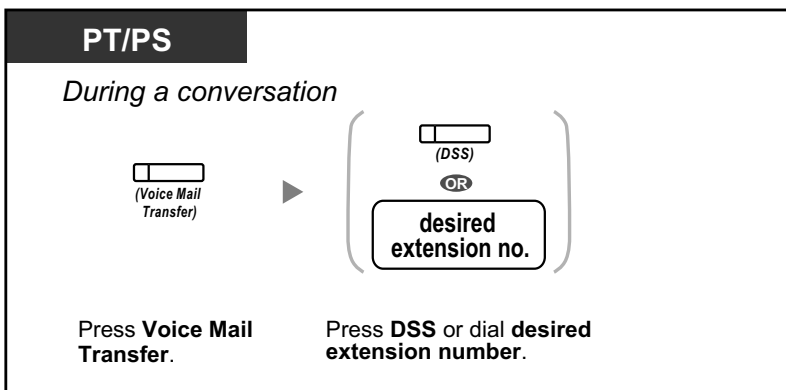 PT/PS
During a conversation
(Voice Mail
Transfer)
(DSS)
OR
desired
extension no.
Press Voice Mail
Transfer.
Press DSS or dial desired
extension number.